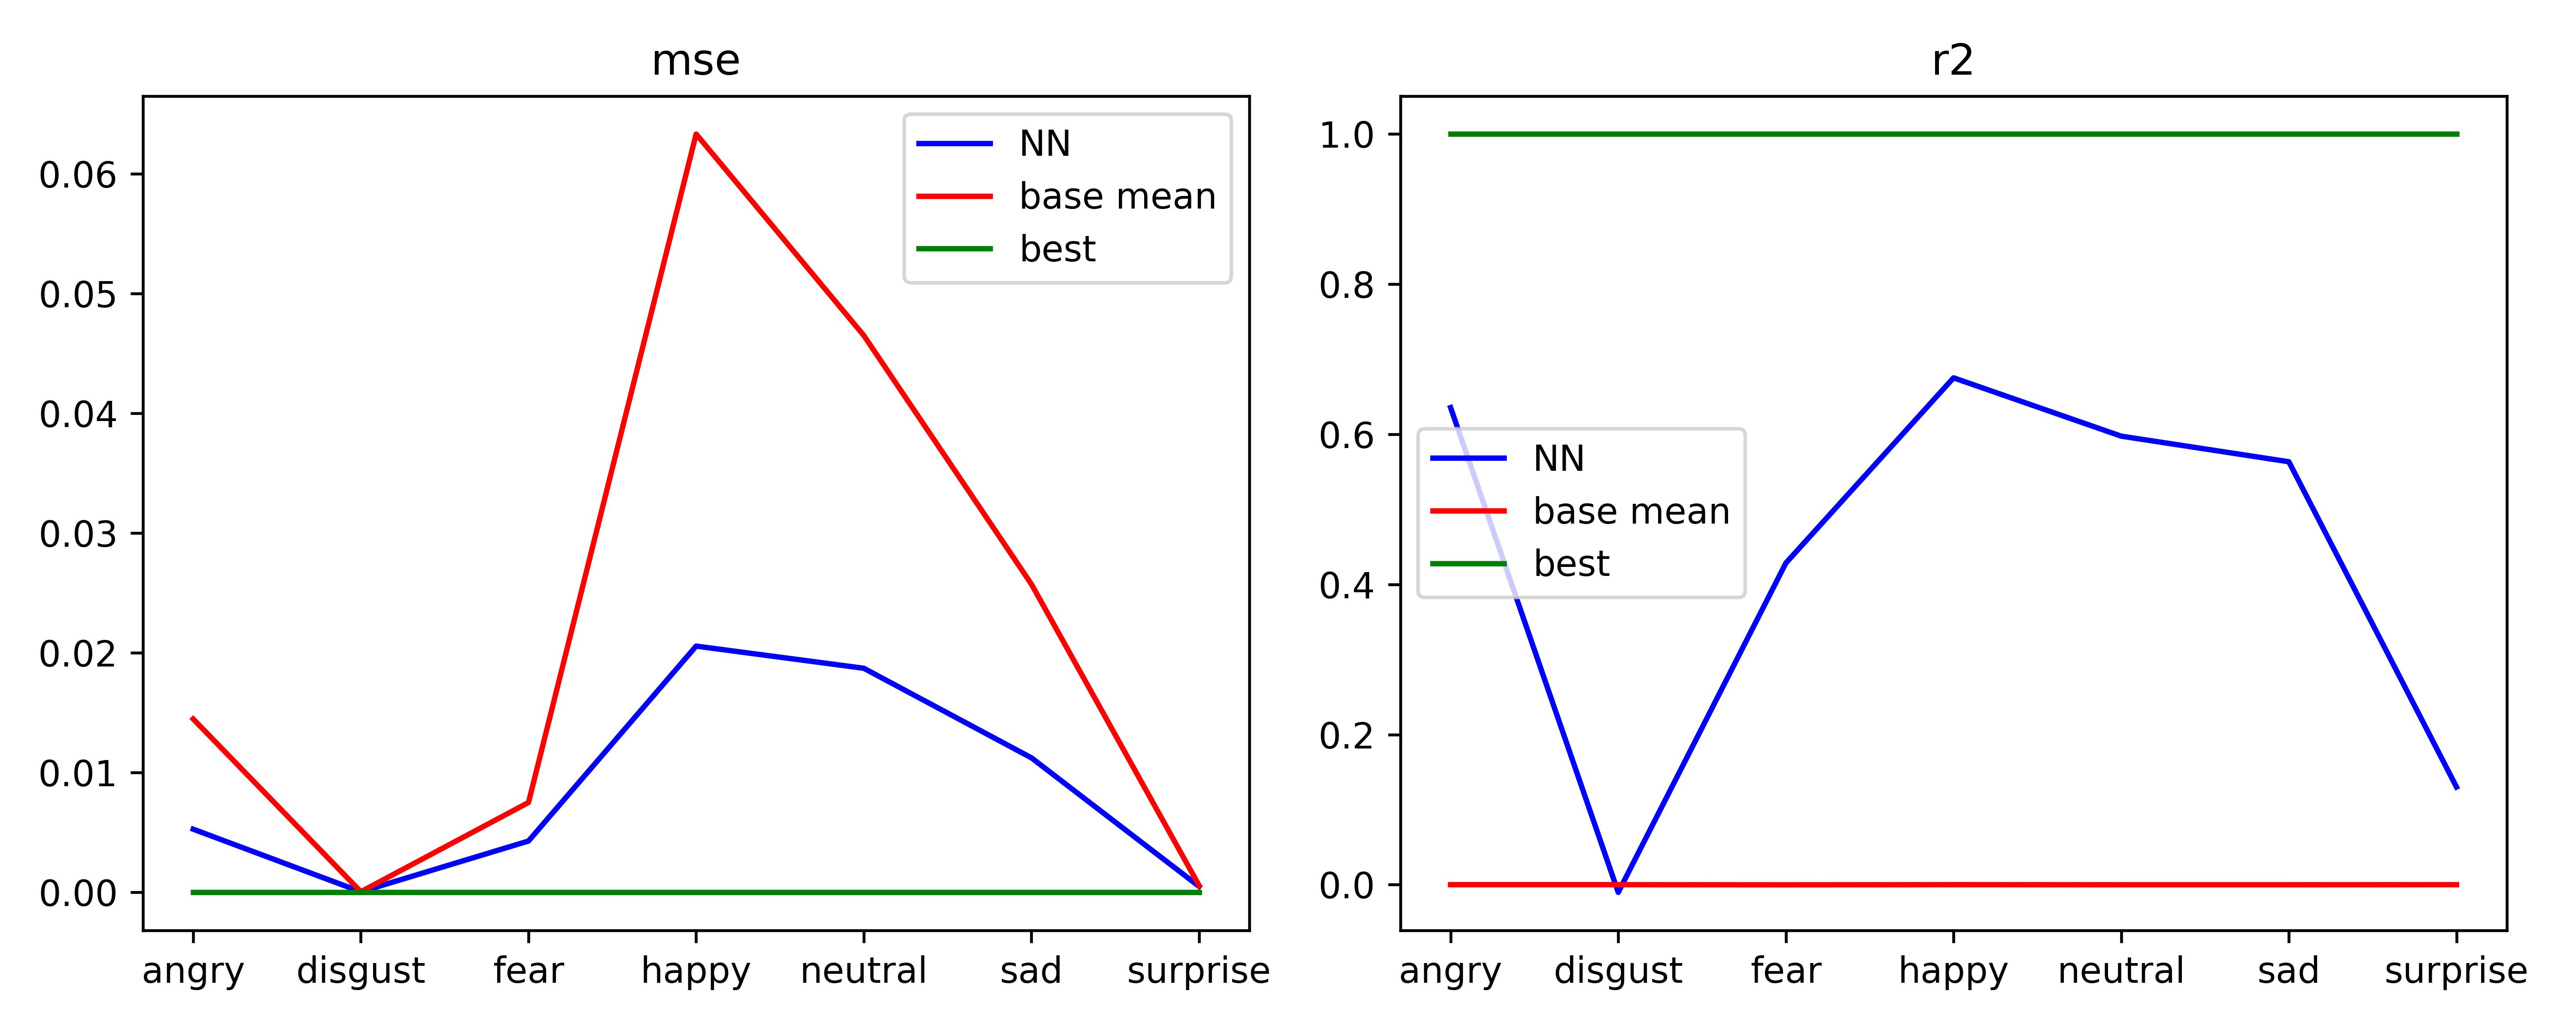 mse
NN
base mean
best
0.06
0.05
0.04
0.03
0.02
0.01
0.00
angry disgust fear happy neutral sad surprise
r2
1.0
0.8
0.6
NN
base mean
best
0.4
0.2
0.0
angry disgust fear happy neutral sad surprise